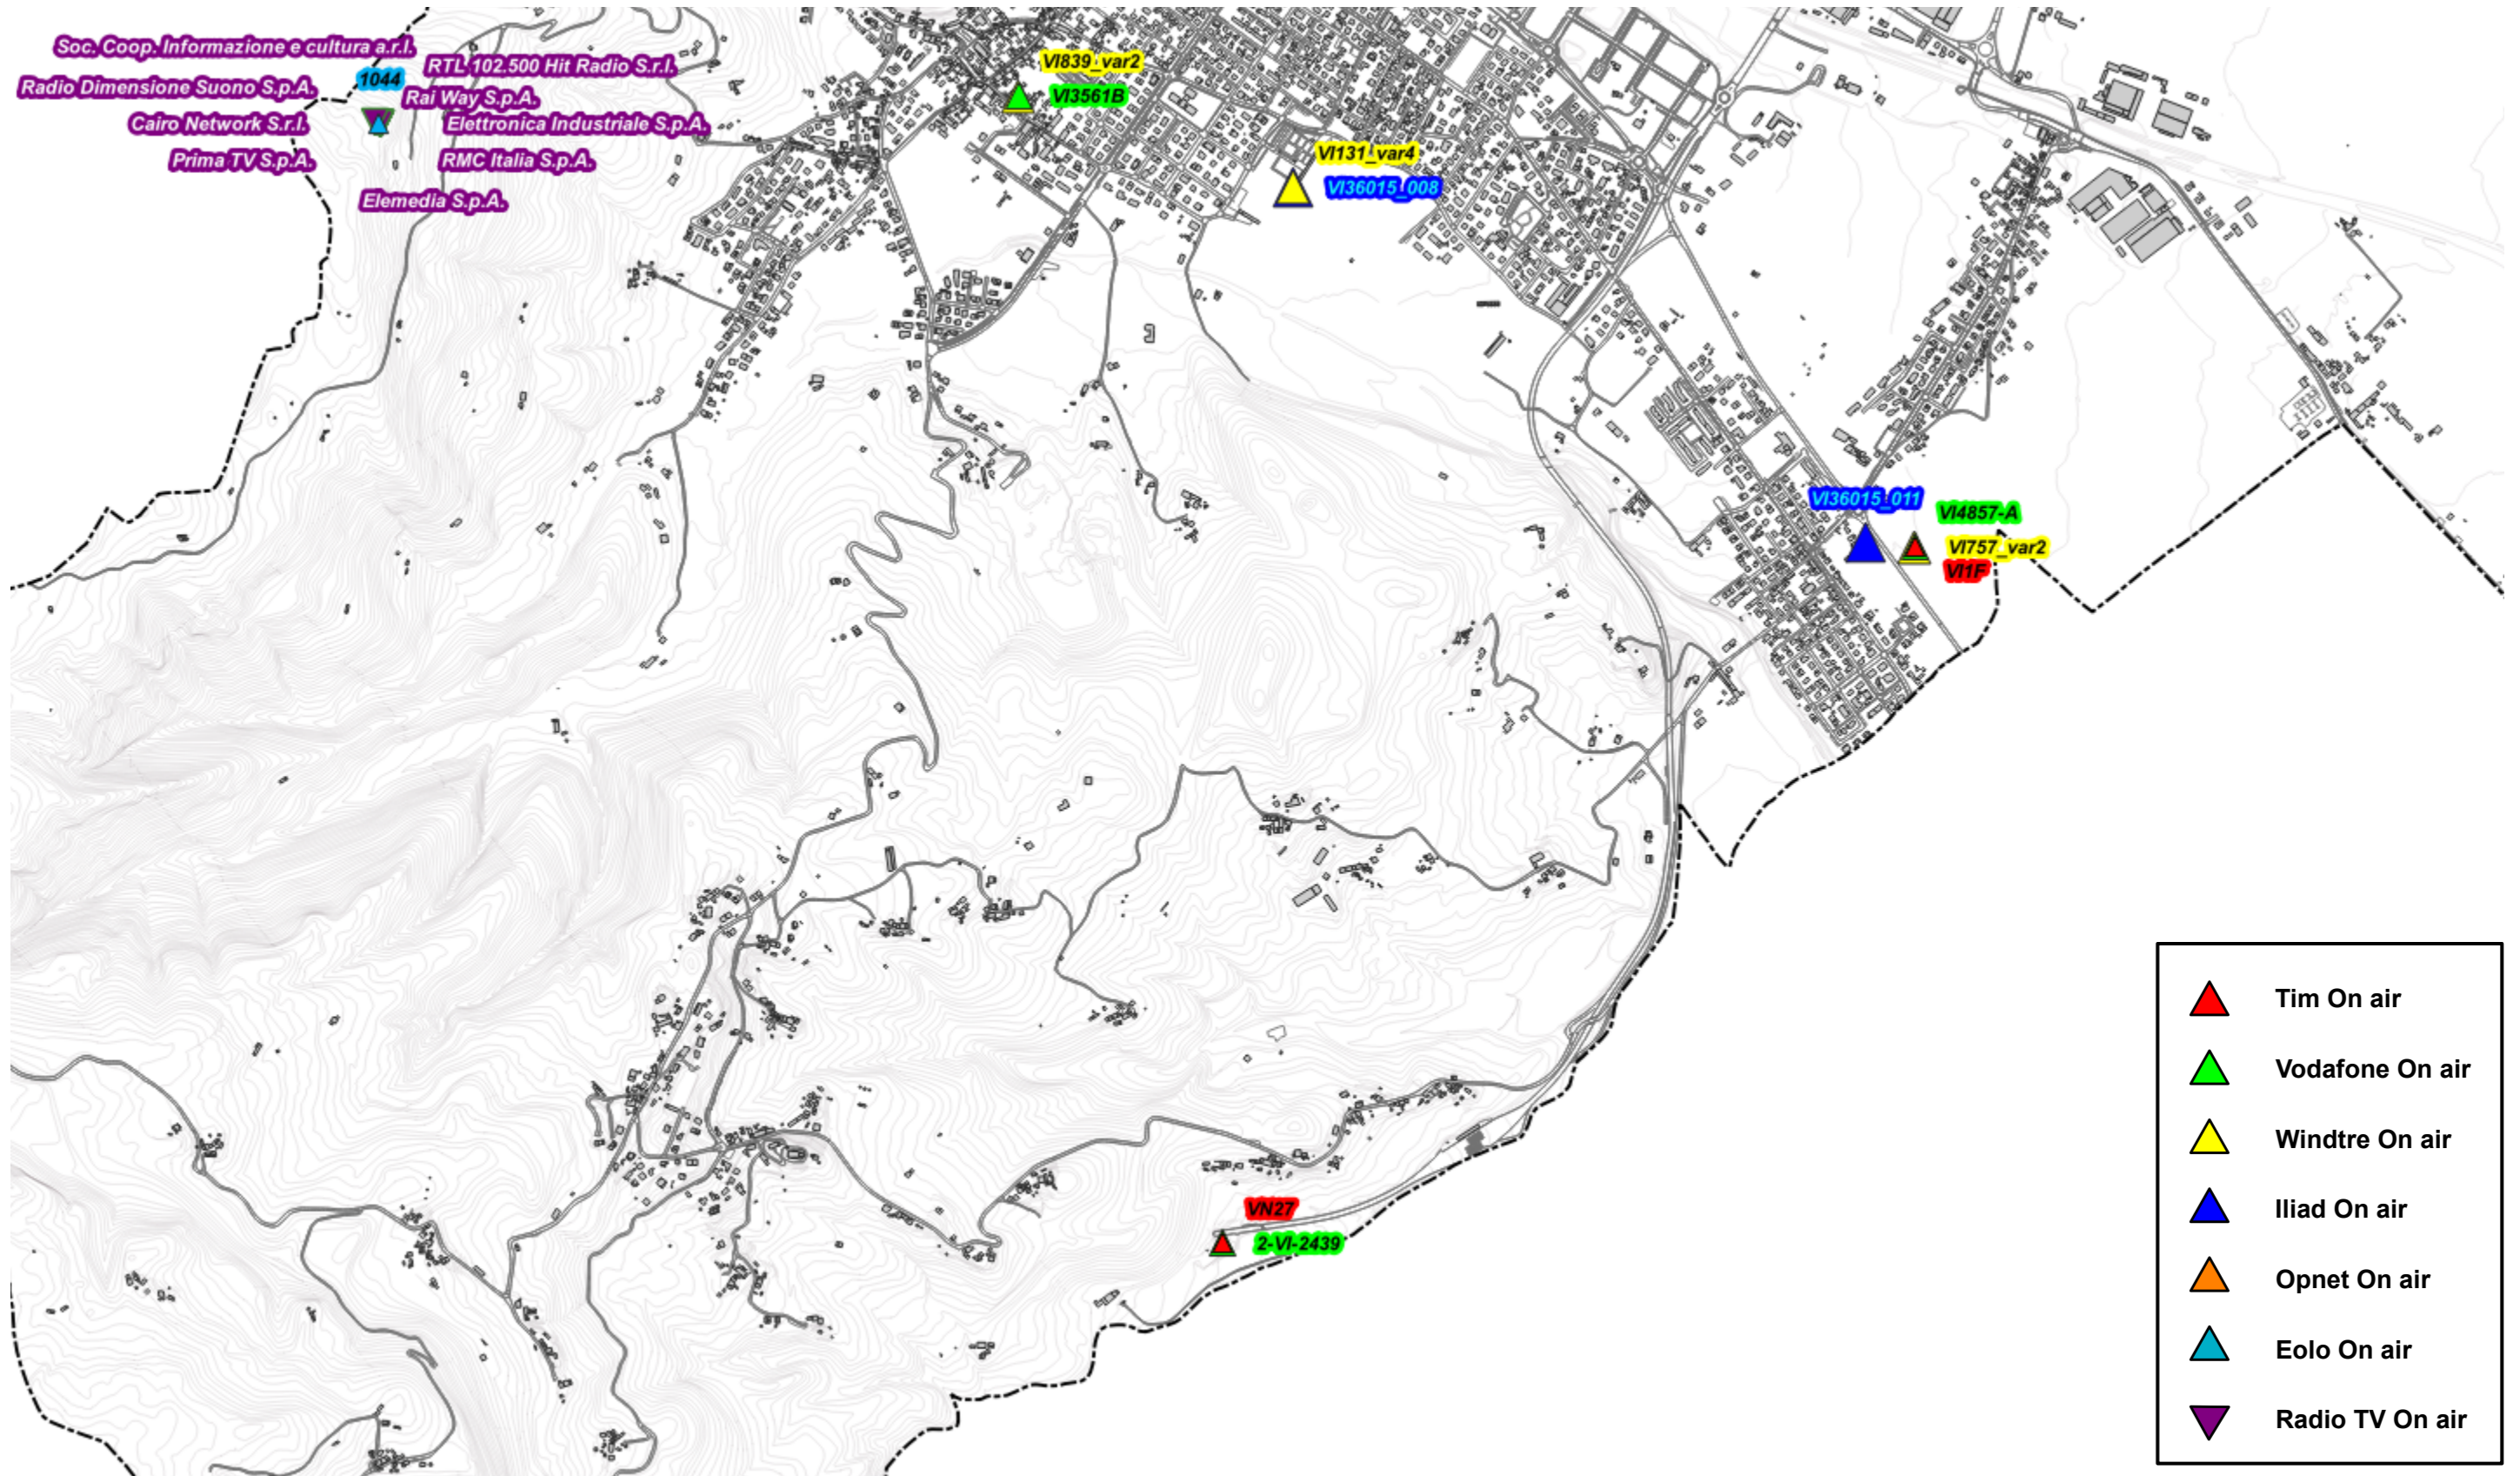 Soc. Coop. Informazione e cultura a.r.l.
1044
RTL 102.500 Hit Radio S.r.l.
Radio Dimensione Suono S.p.A.
Rai Way S.p.A.
Cairo Network S.r.l.
Elettronica Industriale S.p.A.
Prima TV S.p.A.
RMC Italia S.p.A.
Elemedia S.p.A.
VI839_var2
VI3561B
VI131_var4
VI36015_008
VI36015_011
VI4857-A
VI757_var2
VI1F
VN27
2-VI-2439
Tim On air
Vodafone On air
Windtre On air
Iliad On air
Opnet On air
Eolo On air
Radio TV On air